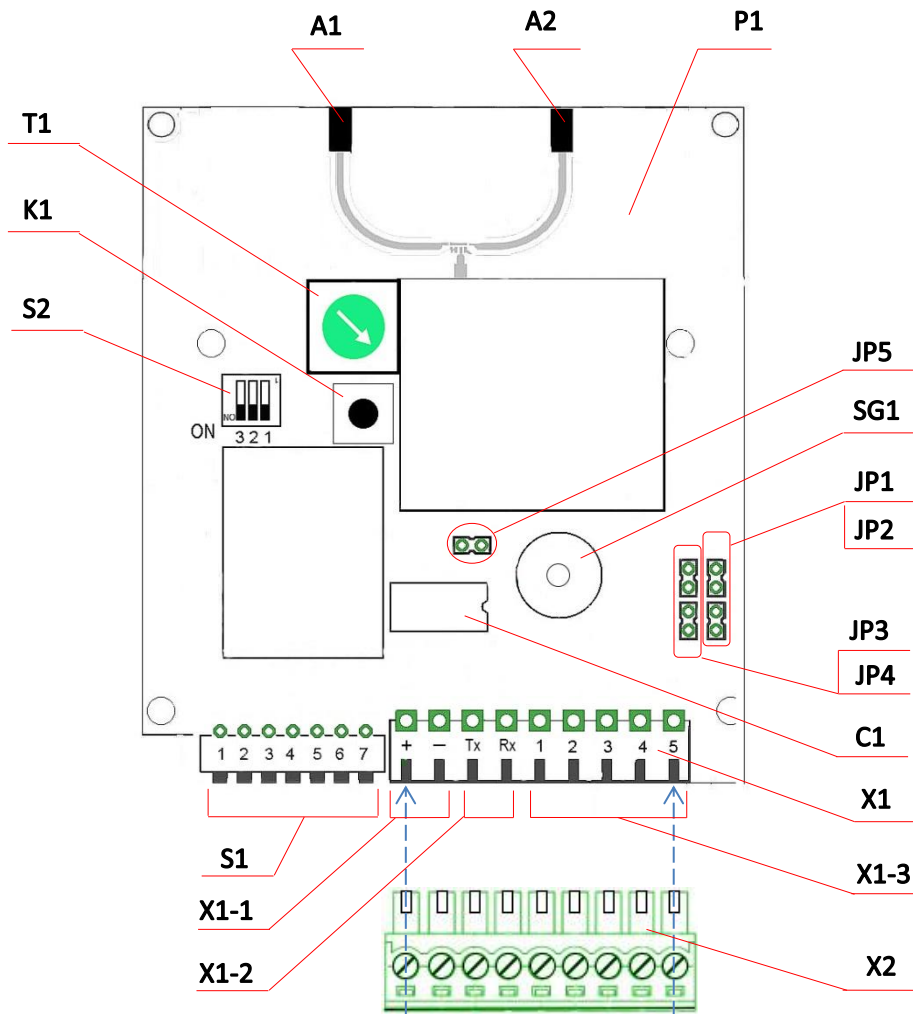 A1
A2
P1
T1
K1
S2
JP5
SG1
JP1
JP2
L
NO
ON
3 2 1
JP3
JP4
C1
1 2 3 4 5 6 7
+ − Tx Rx 1 2 3 4 5
X1
S1
X1-3
X1-1
X1-2
X2